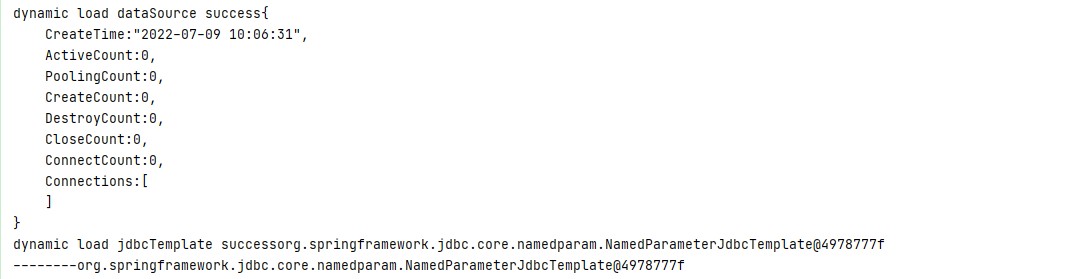 dynamic load dataSource success{
    CreateTime:"2022-07-09 10:06:31",
    ActiveCount:0,
    PoolingCount:0,
    CreateCount:0,
    DestroyCount:0,
    CloseCount:0,
    ConnectCount:0,
    Connections:[
    ]
}
dynamic load jdbcTemplate successorg.springframework.jdbc.core.namedparam.NamedParameterJdbcTemplate@4978777f
--------org.springframework.jdbc.core.namedparam.NamedParameterJdbcTemplate@4978777f